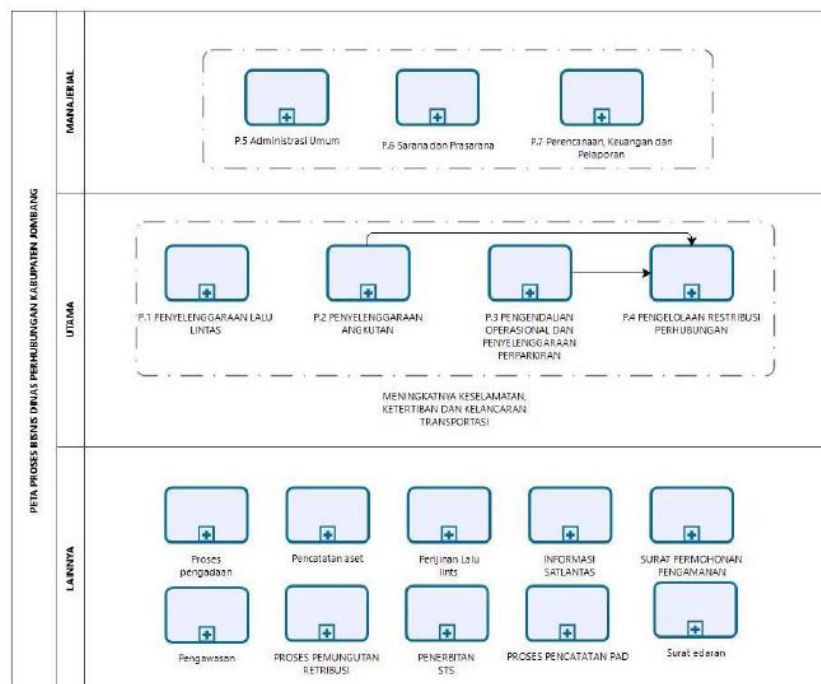 PETA PROSES BISNIS DINAS PERHUBUNGAN KABUPATEN JOMBANG
MANAJERIAL
P.5 Administrasi Umum
P.6 Sarana dan Prasarana
P.7 Perencanaan, Keuangan dan
Pelaporan
UTAMA
P.1 PENYELENGGARAAN LALU
LINTAS
P.2 PENYELENGGARAAN
ANGKUTAN
P.3 PENGENDALIAN
OPERASIONAL DAN
PENYELENGGARAAN
PERPARKIRAN
P.4 PENGELOLAAN RESTRIBUSI
PERHUBUNGAN
MENINGKATNYA KESELAMATAN,
KETERTIBAN DAN KELANCARAN
TRANSPORTASI
LAINNYA
Proses
pengadaan
Pencatatan aset
Perijinan Lalu
lints
INFORMASI
SATLANTAS
SURAT PERMOHONAN
PENGAMANAN
Pengawasan
PROSES PEMUNGUTAN
RETRIBUSI
PENERBITAN
STS
PROSES PENCATATAN PAD
Surat edaran